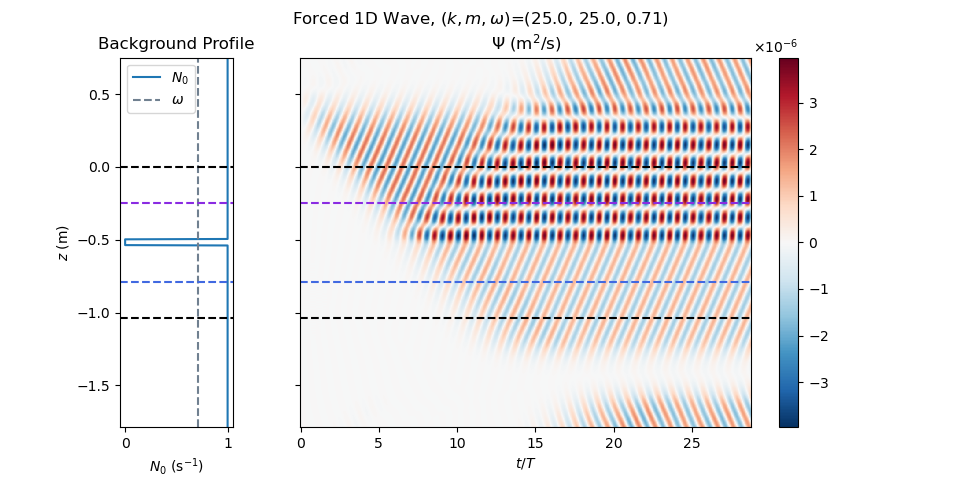 Forced 1D Wave, (k, m, ω)=(25.0, 25.0, 0.71)
Background Profile
Ψ (m²/s)
×10⁻⁶
N₀
ω
0.5
0.0
−0.5
−1.0
−1.5
z (m)
0
1
N₀ (s⁻¹)
0
5
10
15
20
25
t/T
3
2
1
0
−1
−2
−3